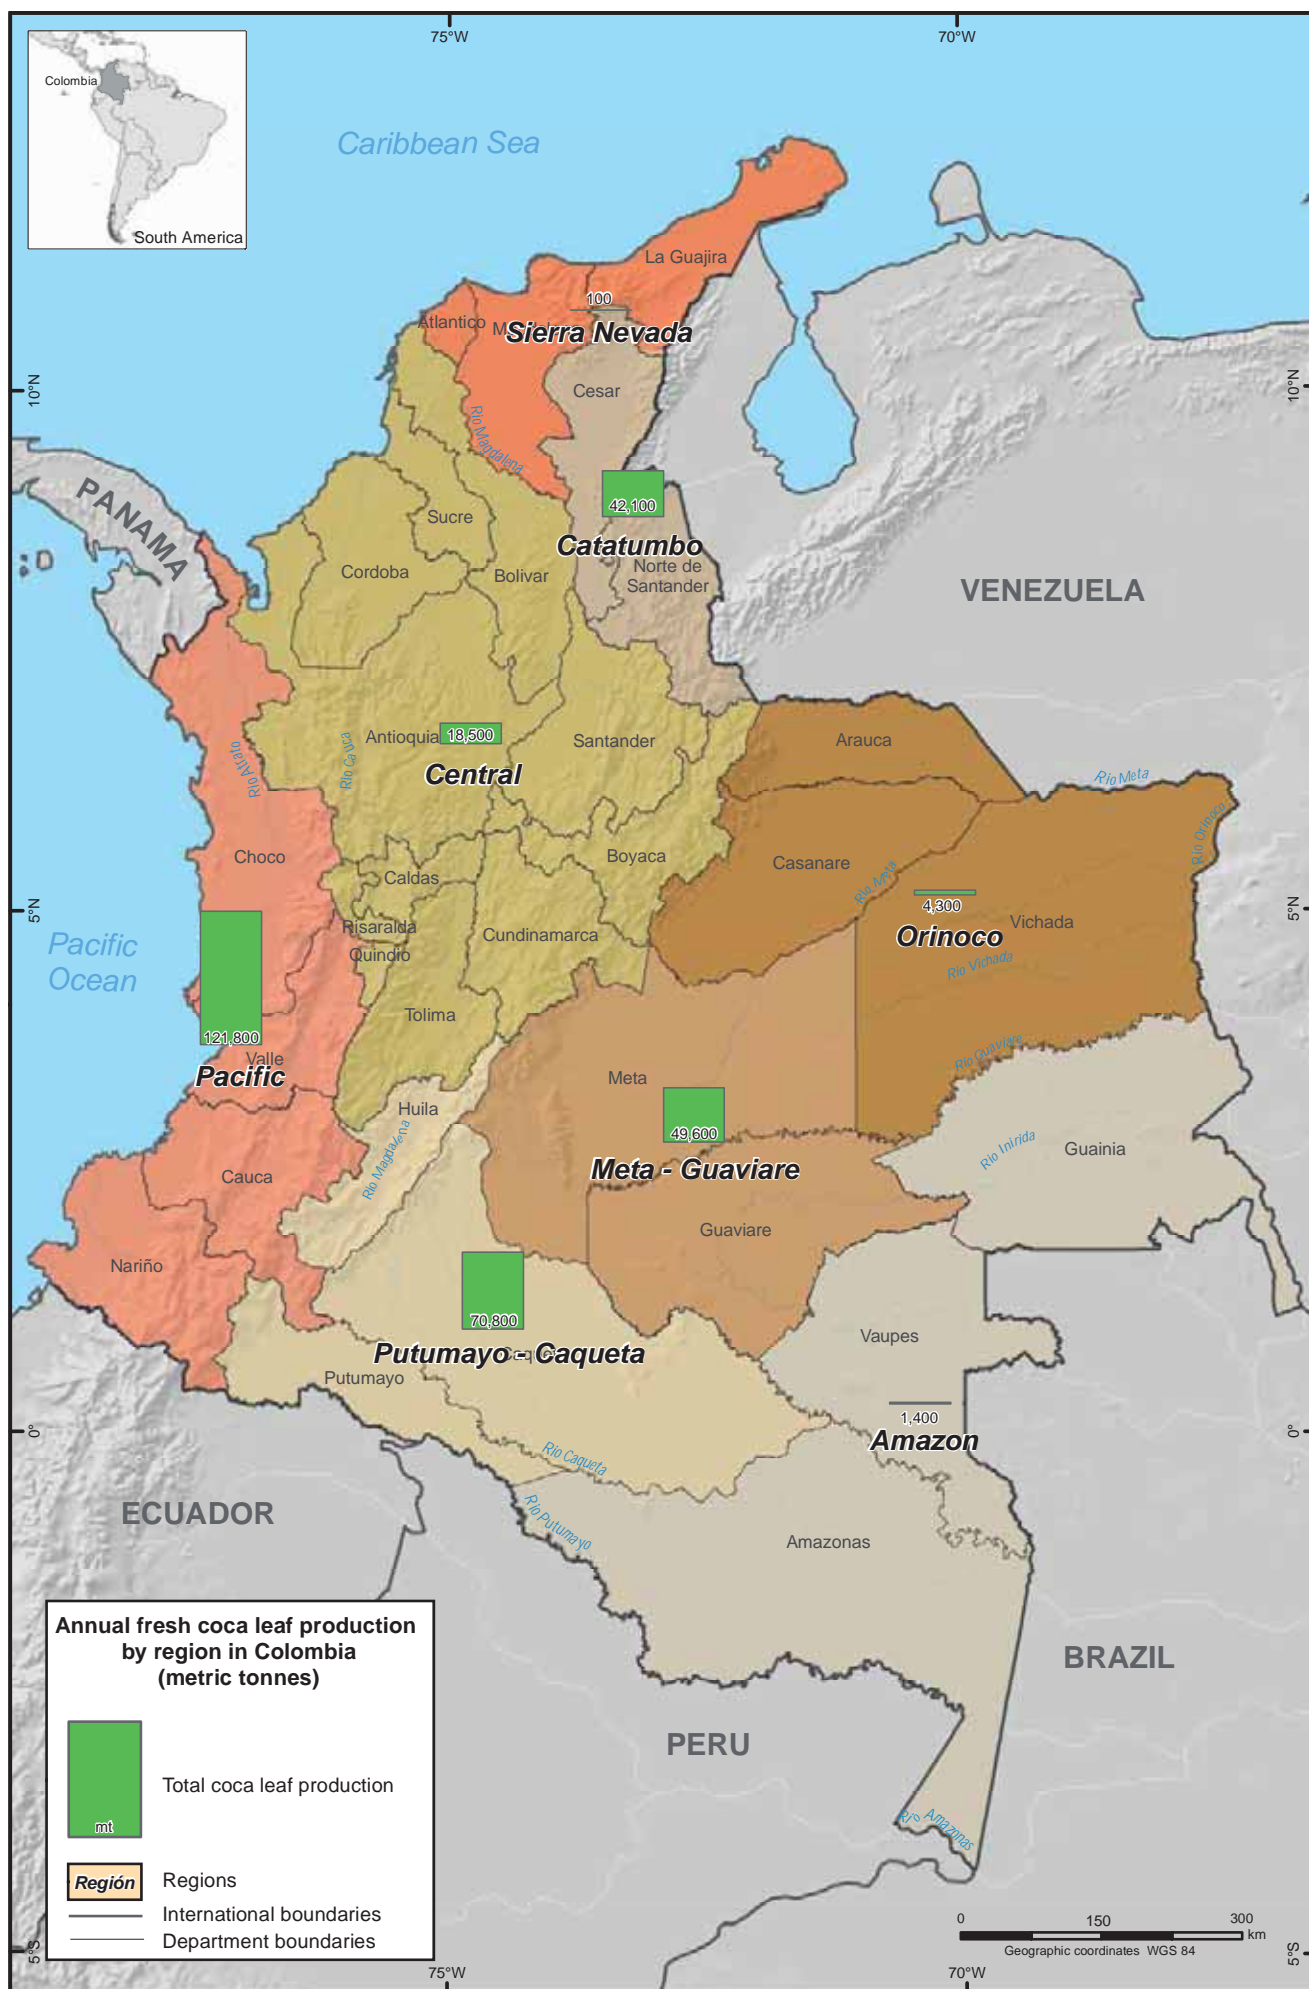 75°W
70°W
Colombia
South America
Caribbean Sea
La Guajira
100
Atlantico
Sierra Nevada
10°N
10°N
Cesar
Rio Magdalena
42,100
PANAMA
Sucre
Catatumbo
Cordoba
Bolivar
Norte de
Santander
VENEZUELA
18,500
Antioquia
Santander
Arauca
Central
Rio Atrato
Rio Cauca
Rio Meta
Rio Orinoco
Choco
Boyaca
Casanare
Caldas
Rio Meta
5°N
5°N
4,300
Risaralda
Cundinamarca
Vichada
Orinoco
Pacific
Ocean
Quindio
Rio Vichada
Tolima
121,800
Valle
Rio Guaviare
Pacific
Meta
Huila
49,600
Rio Magdalena
Rio Inirida
Guainia
Cauca
Meta - Guaviare
Guaviare
Nariño
70,800
Vaupes
Putumayo - Caqueta
Putumayo
1,400
0°
0°
Amazon
Rio Caqueta
ECUADOR
Rio Putumayo
Amazonas
Annual fresh coca leaf production
by region in Colombia
(metric tonnes)
BRAZIL
PERU
Total coca leaf production
mt
Rio Amazonas
Región
Regions
International boundaries
Department boundaries
0
150
300
km
Geographic coordinates WGS 84
5°S
5°S
75°W
70°W